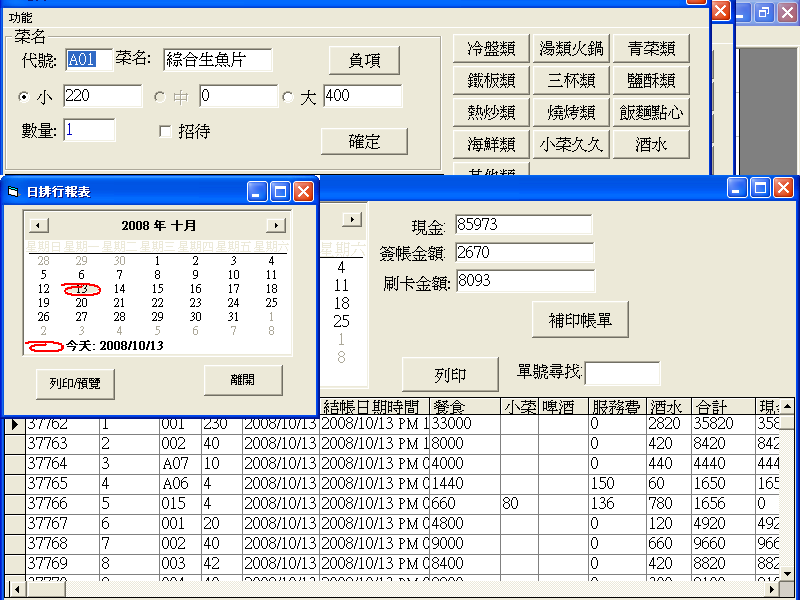 功能
菜名
代號: A01 菜名: 綜合生魚片 負項
小 220 中 0 大 400
數量: 1 招待
確定
冷盤類 湯類火鍋 青菜類
鐵板類 三杯類 鹽酥類
熱炒類 燒烤類 飯麵點心
海鮮類 小菜久久 酒水
其他類
日排行報表
2008 年 十月
星期日 星期一 星期二 星期三 星期四 星期五 星期六
28 29 30 1 2 3 4
5 6 7 8 9 10 11
12 13 14 15 16 17 18
19 20 21 22 23 24 25
26 27 28 29 30 31 1
2 3 4 5 6 7 8
今天: 2008/10/13
列印/預覽 離開
期六
4
11
18
25
1
8
現金: 85973
簽帳金額: 2670
刷卡金額: 8093
補印帳單
列印 單號尋找:
結帳日期時間 餐食 小菜 啤酒 服務費 酒水 合計 現金
37762 1 001 230 2008/10/13 2008/10/13 PM 1 33000 0 2820 35820 358
37763 2 002 40 2008/10/13 2008/10/13 PM 1 8000 0 420 8420 842
37764 3 A07 10 2008/10/13 2008/10/13 PM 0 4000 0 440 4440 444
37765 4 A06 4 2008/10/13 2008/10/13 PM 0 1440 150 60 1650 165
37766 5 015 4 2008/10/13 2008/10/13 PM 0 660 80 136 780 1656 0
37767 6 001 20 2008/10/13 2008/10/13 PM 0 4800 0 120 4920 492
37768 7 002 40 2008/10/13 2008/10/13 PM 0 9000 0 660 9660 966
37769 8 003 42 2008/10/13 2008/10/13 PM 0 8400 0 420 8820 882